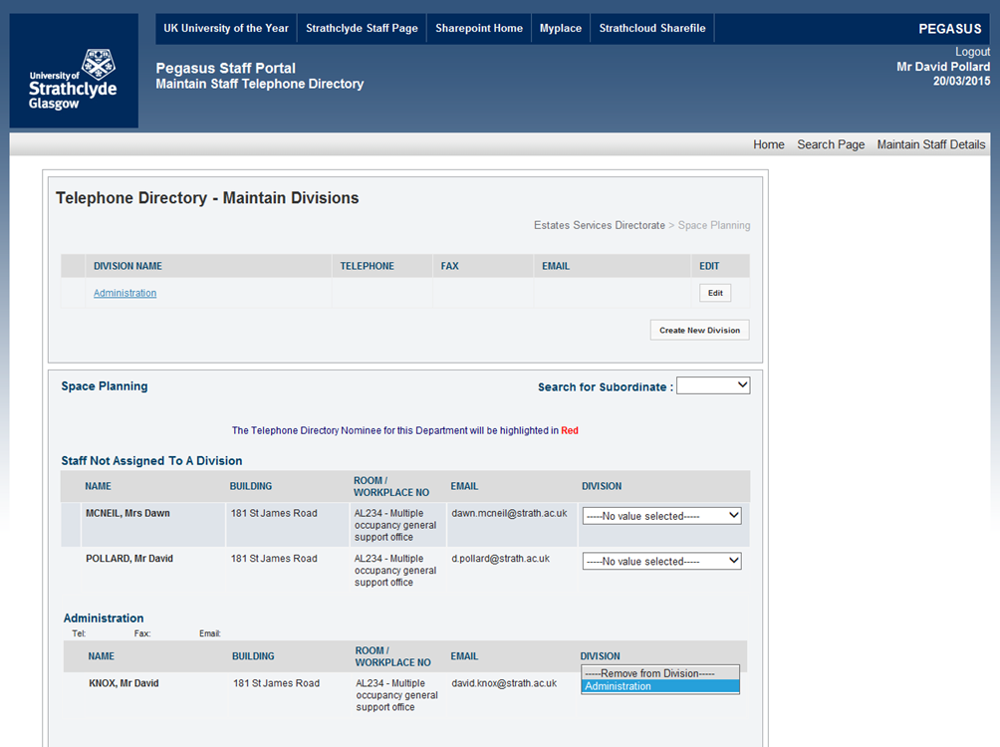 University of
Strathclyde
Glasgow
UK University of the Year Strathclyde Staff Page Sharepoint Home Myplace Strathcloud Sharefile PEGASUS
Logout
Pegasus Staff Portal Mr David Pollard
Maintain Staff Telephone Directory 20/03/2015
Home Search Page Maintain Staff Details
Telephone Directory - Maintain Divisions
Estates Services Directorate > Space Planning
DIVISION NAME TELEPHONE FAX EMAIL EDIT
Administration Edit
Create New Division
Space Planning Search for Subordinate :
The Telephone Directory Nominee for this Department will be highlighted in Red
Staff Not Assigned To A Division
NAME BUILDING ROOM / WORKPLACE NO EMAIL DIVISION
MCNEIL, Mrs Dawn 181 St James Road AL234 - Multiple dawn.mcneil@strath.ac.uk -----No value selected-----
occupancy general
support office
POLLARD, Mr David 181 St James Road AL234 - Multiple d.pollard@strath.ac.uk -----No value selected-----
occupancy general
support office
Administration
Tel: Fax: Email:
NAME BUILDING ROOM / WORKPLACE NO EMAIL DIVISION
-----Remove from Division-----
KNOX, Mr David 181 St James Road AL234 - Multiple david.knox@strath.ac.uk Administration
occupancy general
support office